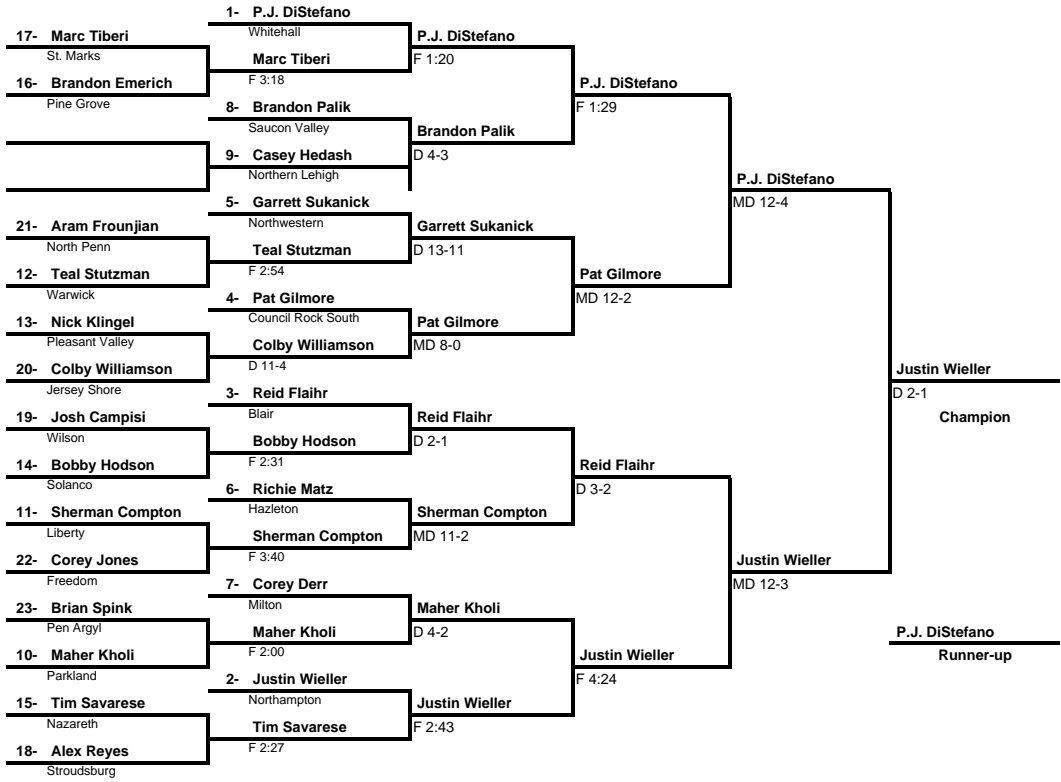 17- Marc Tiberi
St. Marks
16- Brandon Emerich
Pine Grove
21- Aram Frounjian
North Penn
12- Teal Stutzman
Warwick
13- Nick Klingel
Pleasant Valley
20- Colby Williamson
Jersey Shore
19- Josh Campisi
Wilson
14- Bobby Hodson
Solanco
11- Sherman Compton
Liberty
22- Corey Jones
Freedom
23- Brian Spink
Pen Argyl
10- Maher Kholi
Parkland
15- Tim Savarese
Nazareth
18- Alex Reyes
Stroudsburg
1- P.J. DiStefano
Whitehall
Marc Tiberi
F 3:18
8- Brandon Palik
Saucon Valley
9- Casey Hedash
Northern Lehigh
5- Garrett Sukanick
Northwestern
Teal Stutzman
F 2:54
4- Pat Gilmore
Council Rock South
Colby Williamson
D 11-4
3- Reid Flaihr
Blair
Bobby Hodson
F 2:31
6- Richie Matz
Hazleton
Sherman Compton
F 3:40
7- Corey Derr
Milton
Maher Kholi
F 2:00
2- Justin Wieller
Northampton
Tim Savarese
F 2:27
P.J. DiStefano
F 1:20
Brandon Palik
D 4-3
Garrett Sukanick
D 13-11
Pat Gilmore
MD 8-0
Reid Flaihr
D 2-1
Sherman Compton
MD 11-2
Maher Kholi
D 4-2
Justin Wieller
F 2:43
P.J. DiStefano
F 1:29
Pat Gilmore
MD 12-2
Reid Flaihr
D 3-2
Justin Wieller
F 4:24
P.J. DiStefano
MD 12-4
Justin Wieller
MD 12-3
Justin Wieller
D 2-1
Champion
P.J. DiStefano
Runner-up